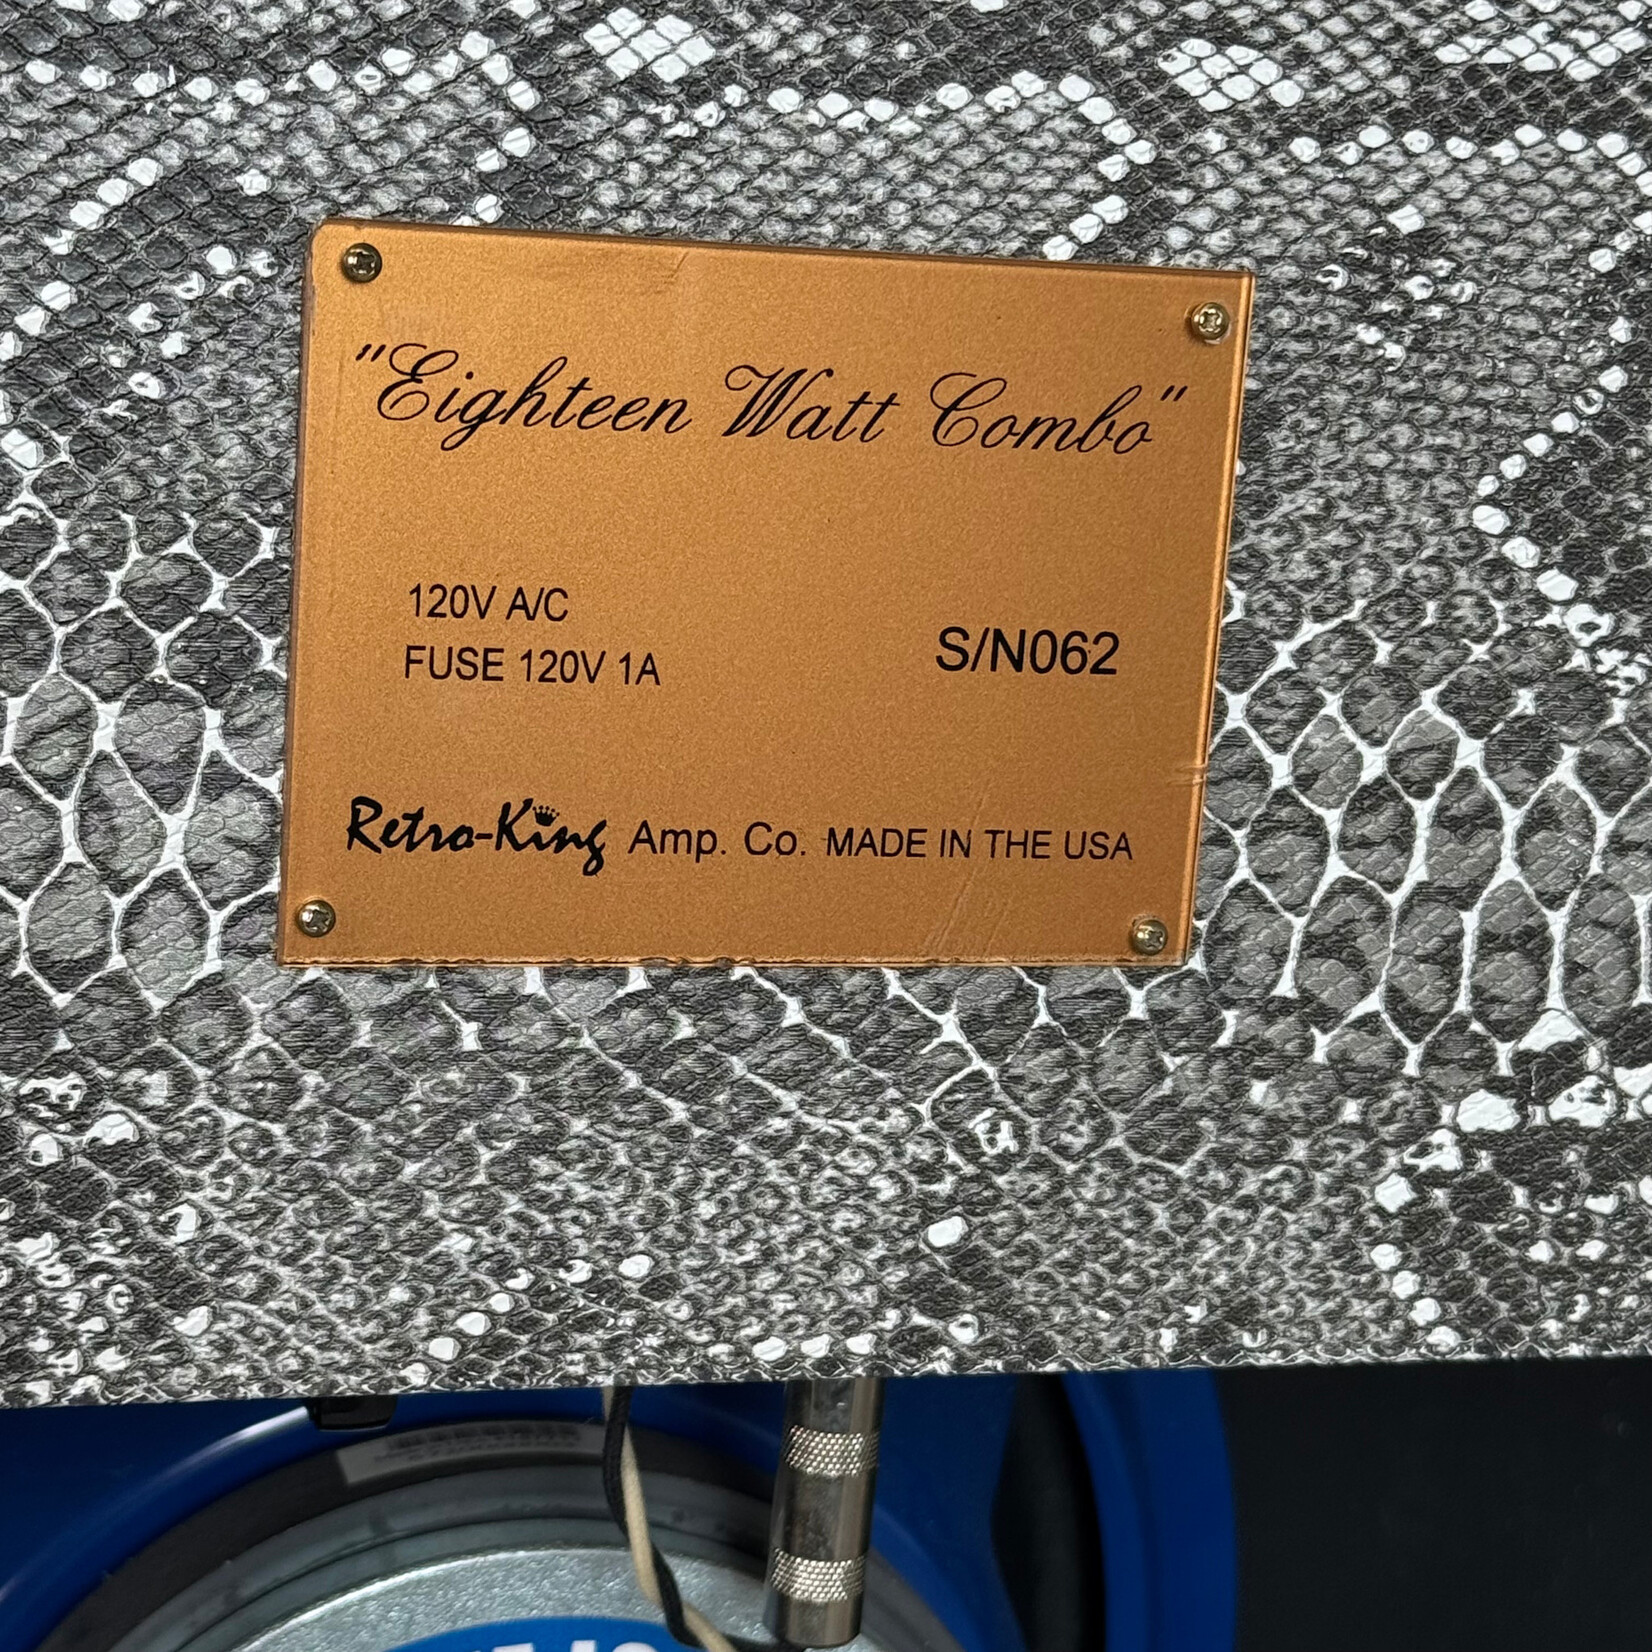 "Eighteen Watt Combo"
120V A/C
FUSE 120V 1A
S/N062
Retro-King Amp. Co. MADE IN THE USA